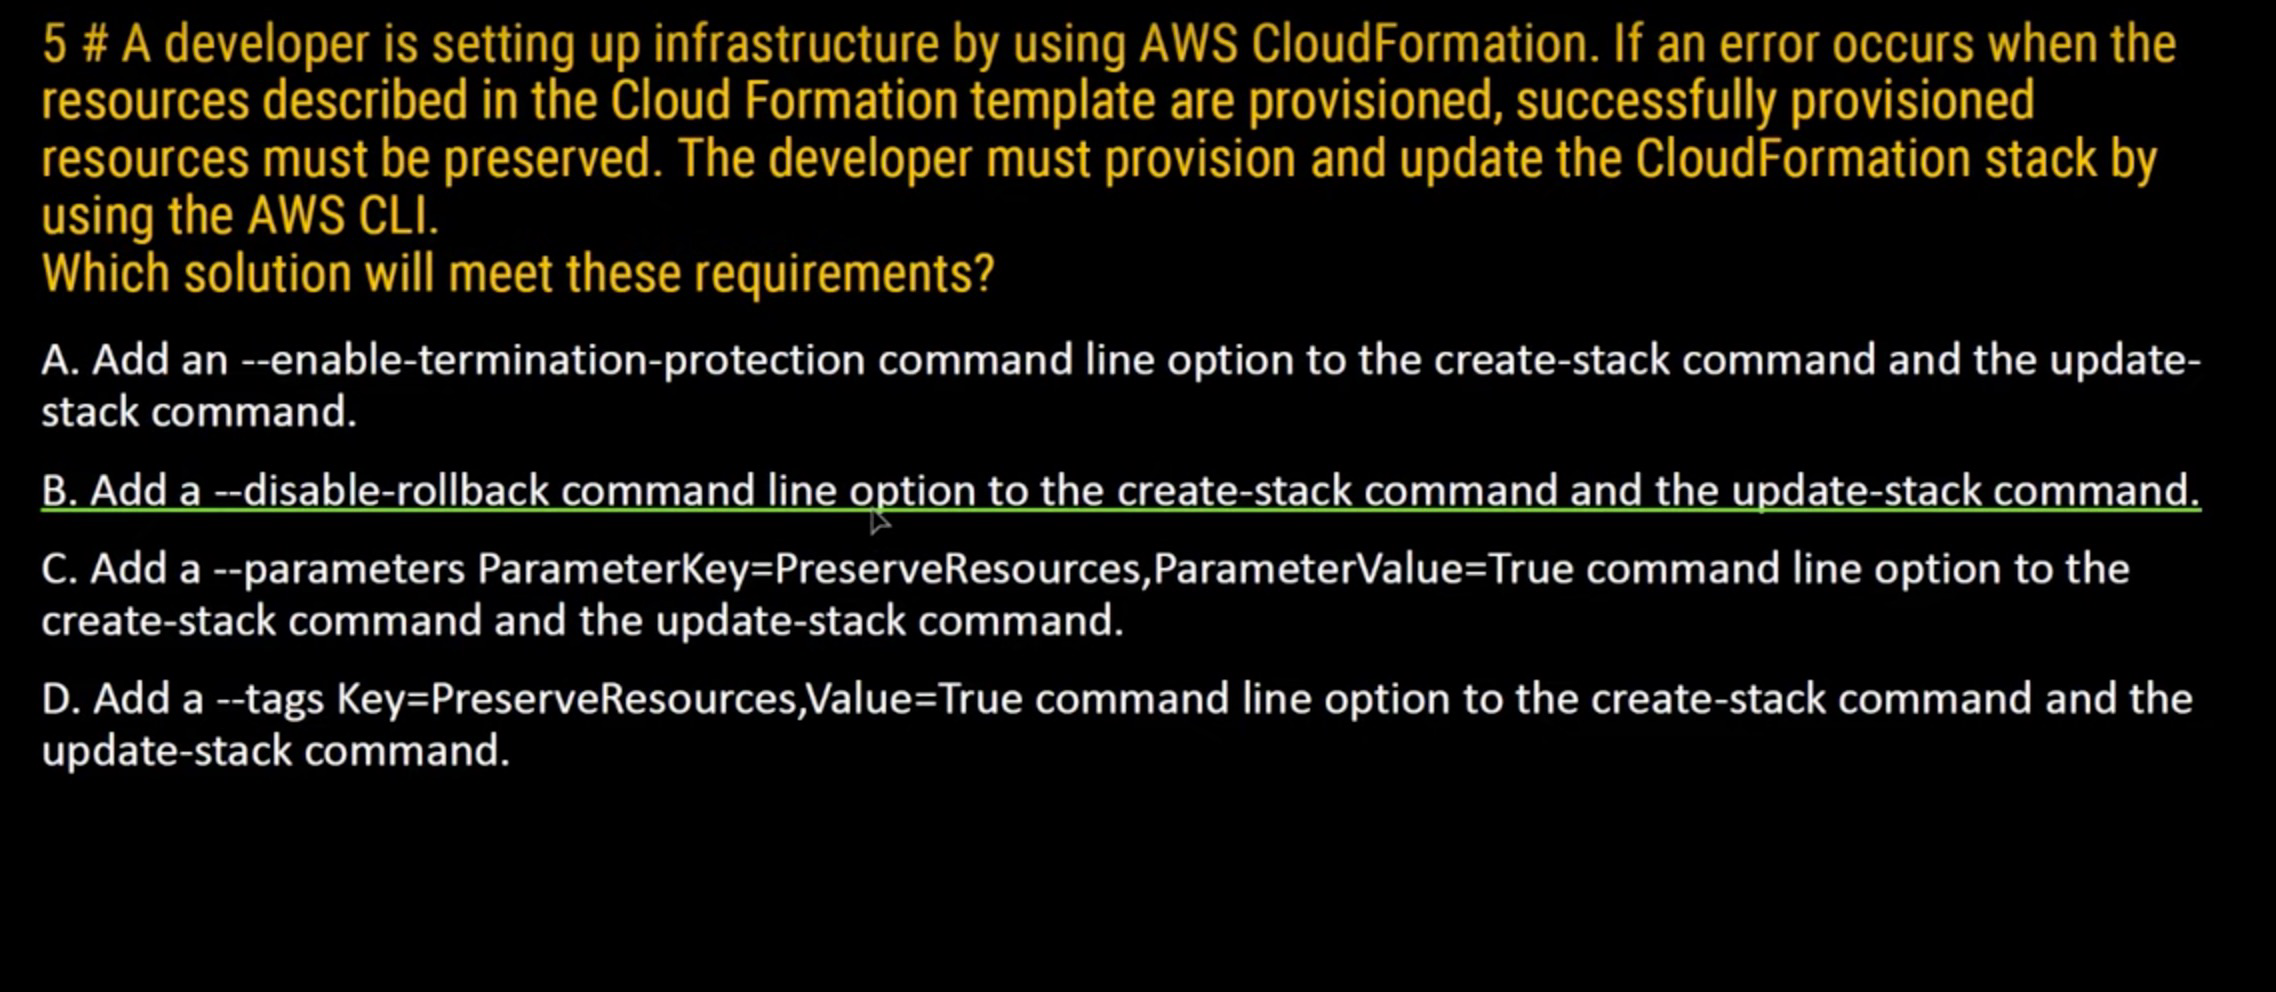 5 # A developer is setting up infrastructure by using AWS CloudFormation. If an error occurs when the
resources described in the Cloud Formation template are provisioned, successfully provisioned
resources must be preserved. The developer must provision and update the CloudFormation stack by
using the AWS CLI.
Which solution will meet these requirements?
A. Add an --enable-termination-protection command line option to the create-stack command and the update-
stack command.
B. Add a --disable-rollback command line option to the create-stack command and the update-stack command.
C. Add a --parameters ParameterKey=PreserveResources,ParameterValue=True command line option to the
create-stack command and the update-stack command.
D. Add a --tags Key=PreserveResources,Value=True command line option to the create-stack command and the
update-stack command.